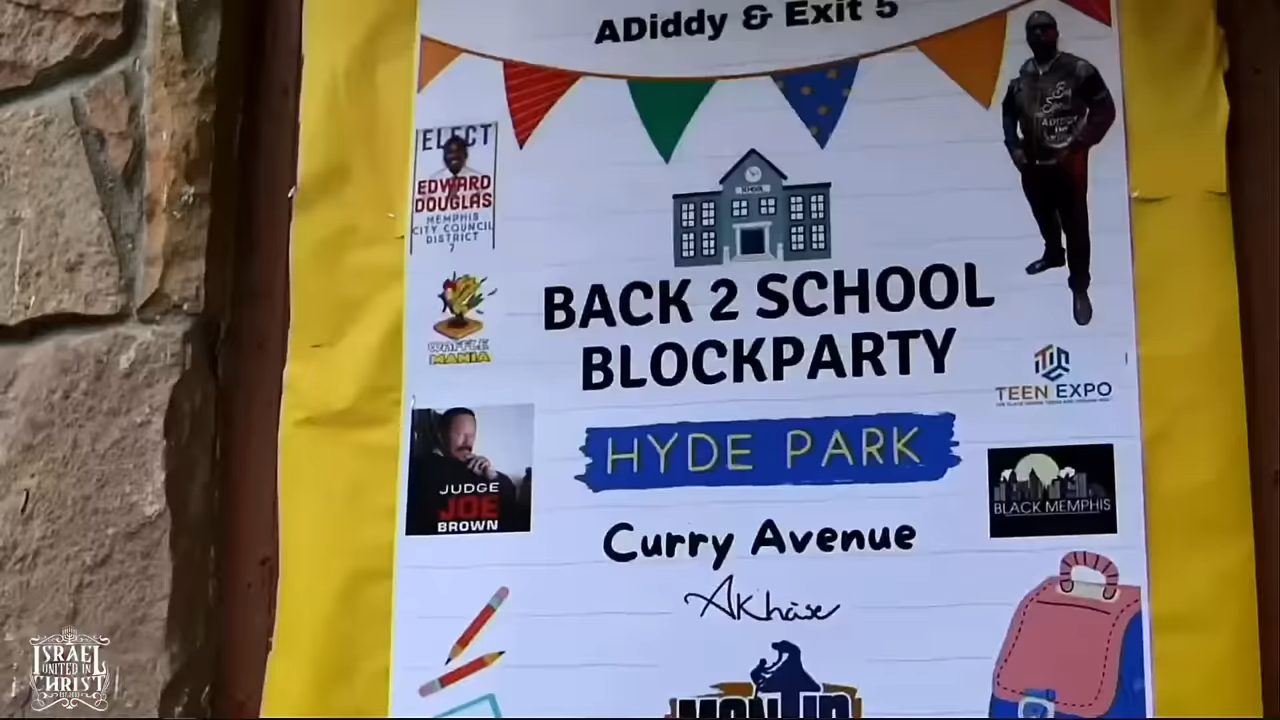 ADiddy & Exit 5
ELECT
EDWARD
DOUGLAS
MEMPHIS
CITY COUNCIL
DISTRICT
7
SCHOOL
BACK 2 SCHOOL
BLOCKPARTY
WAFFLE
MANIA
TEEN EXPO
HYDE PARK
JUDGE
JOE
BROWN
BLACK MEMPHIS
Curry Avenue
ISRAEL
UNITED IN
CHRIST